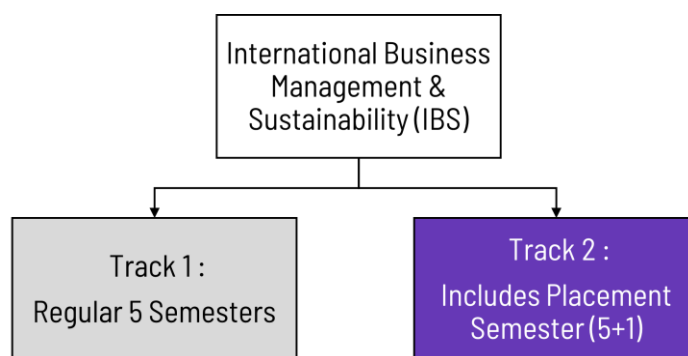 International Business
Management &
Sustainability (IBS)
Track 1 :
Regular 5 Semesters
Track 2 :
Includes Placement
Semester (5+1)